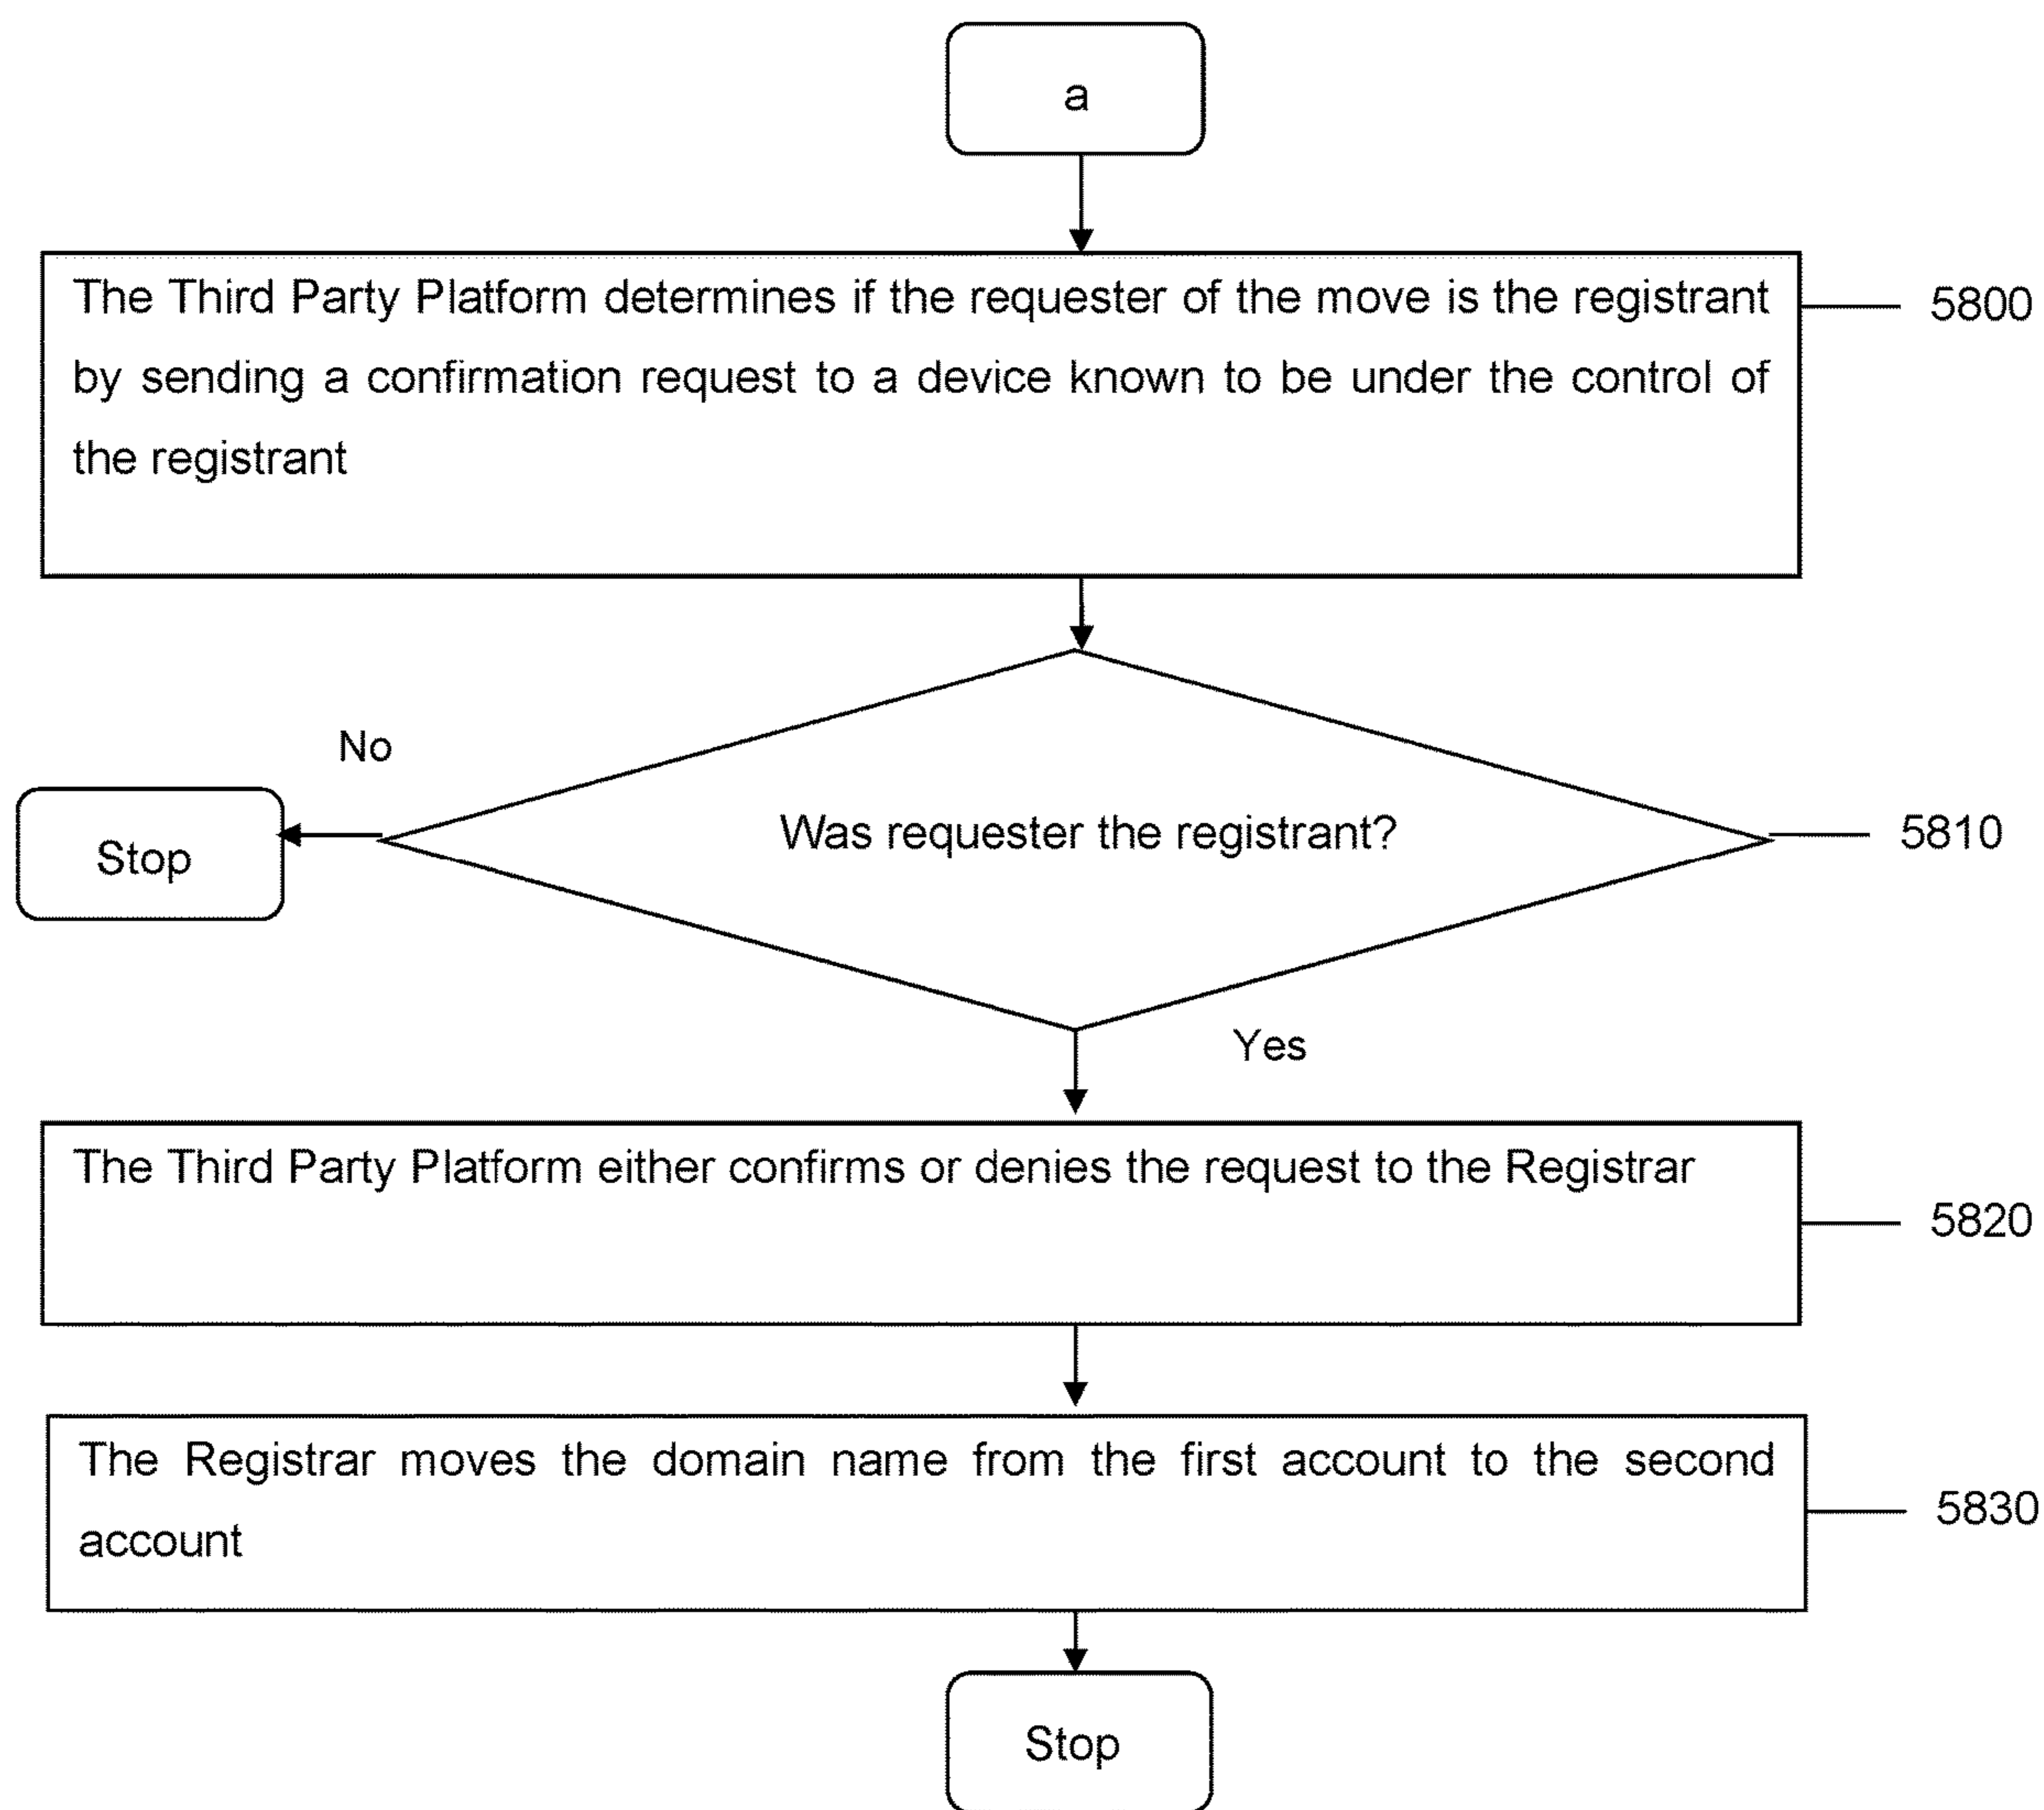 a
The Third Party Platform determines if the requester of the move is the registrant
by sending a confirmation request to a device known to be under the control of
the registrant
5800
No
Stop
Was requester the registrant?
5810
Yes
The Third Party Platform either confirms or denies the request to the Registrar
5820
The Registrar moves the domain name from the first account to the second
account
5830
Stop